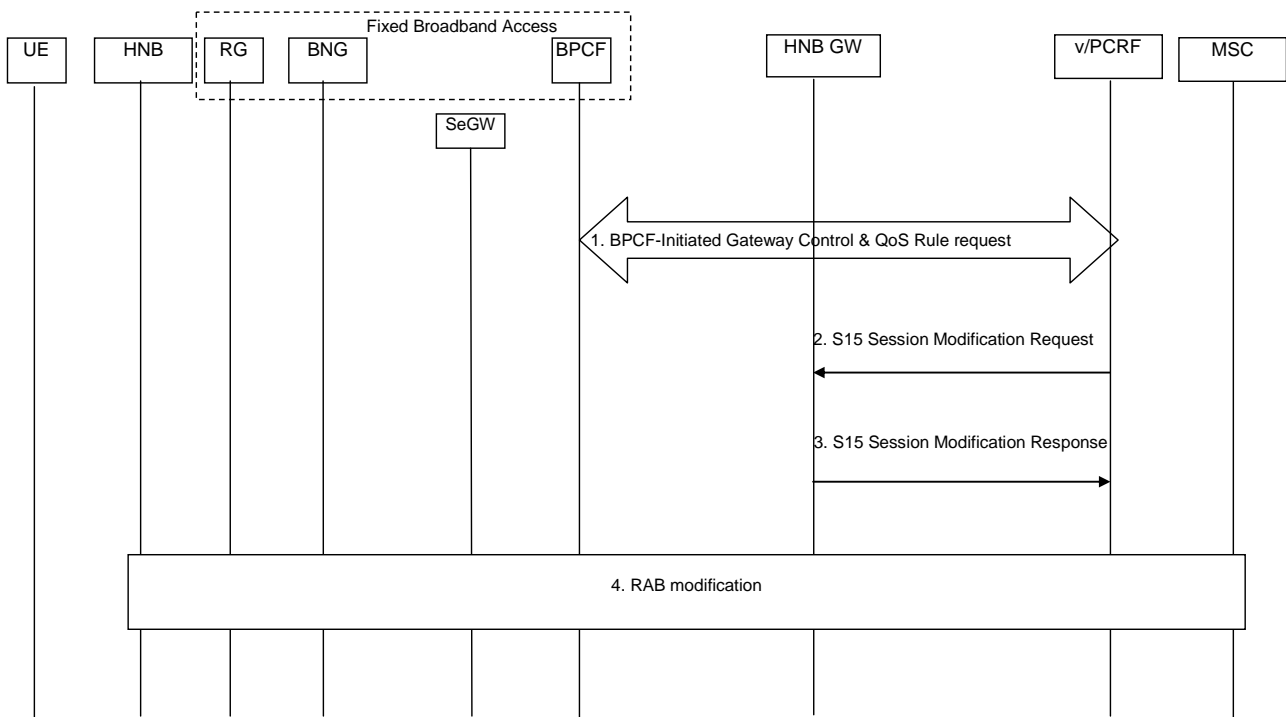 Fixed Broadband Access
UE
HNB
RG
BNG
BPCF
HNB GW
v/PCRF
MSC
SeGW
1. BPCF-Initiated Gateway Control & QoS Rule request
2. S15 Session Modification Request
3. S15 Session Modification Response
4. RAB modification